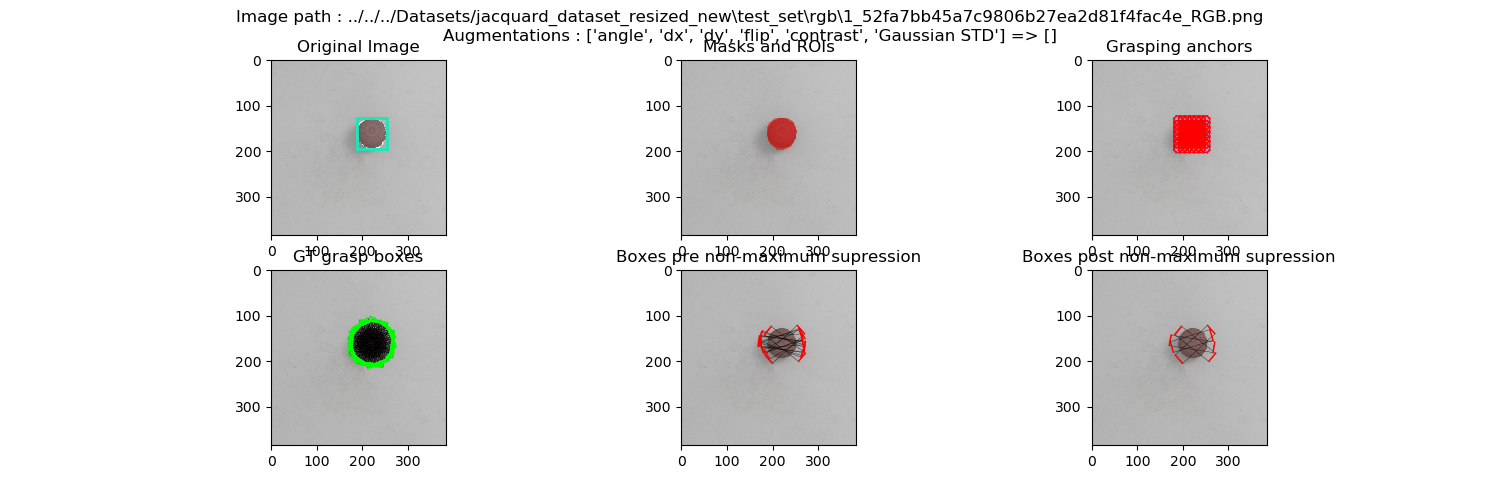 Image path : ../../../Datasets/jacquard_dataset_resized_new\test_set\rgb\1_52fa7bb45a7c9806b27ea2d81f4fac4e_RGB.png
Augmentations : ['angle', 'dx', 'dy', 'flip', 'contrast', 'Gaussian STD'] => []
Original Image
Masks and ROIs
Grasping anchors
0
100
200
300
0 100 200 300
0
100
200
300
0 100 200 300
0
100
200
300
0 100 200 300
GT grasp boxes
Boxes pre non-maximum supression
Boxes post non-maximum supression
0
100
200
300
0 100 200 300
0
100
200
300
0 100 200 300
0
100
200
300
0 100 200 300